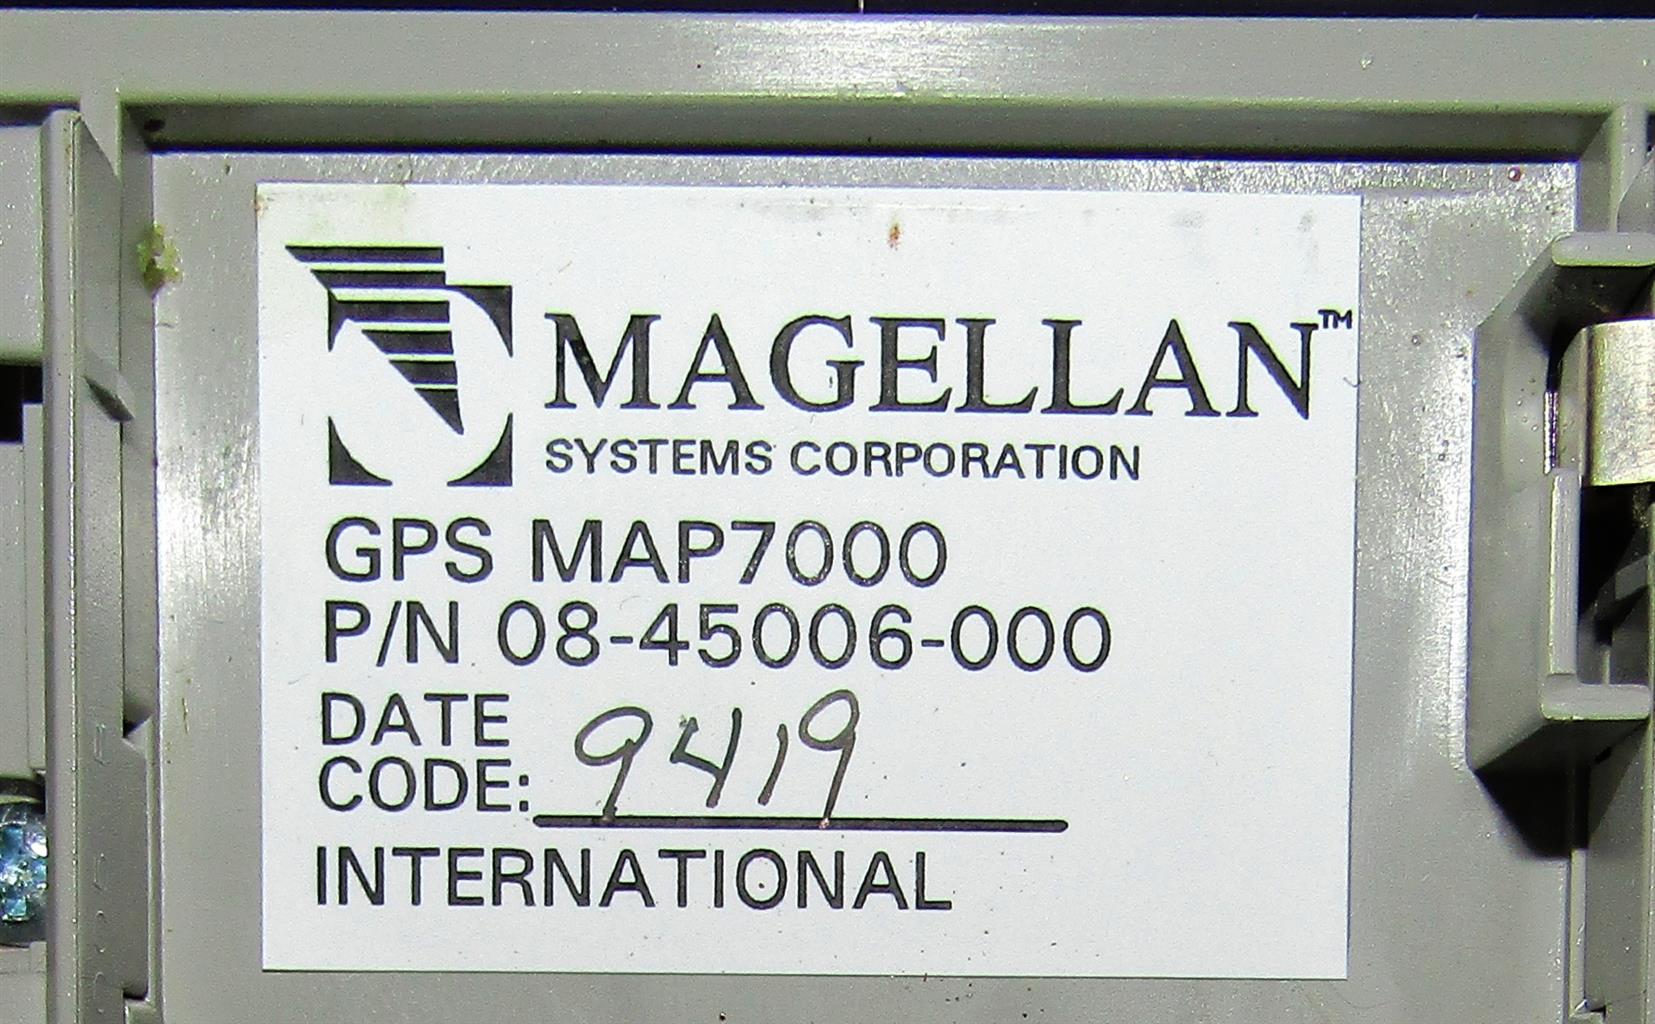 MAGELLAN™
SYSTEMS CORPORATION
GPS MAP7000
P/N 08-45006-000
DATE
CODE: 9419
INTERNATIONAL